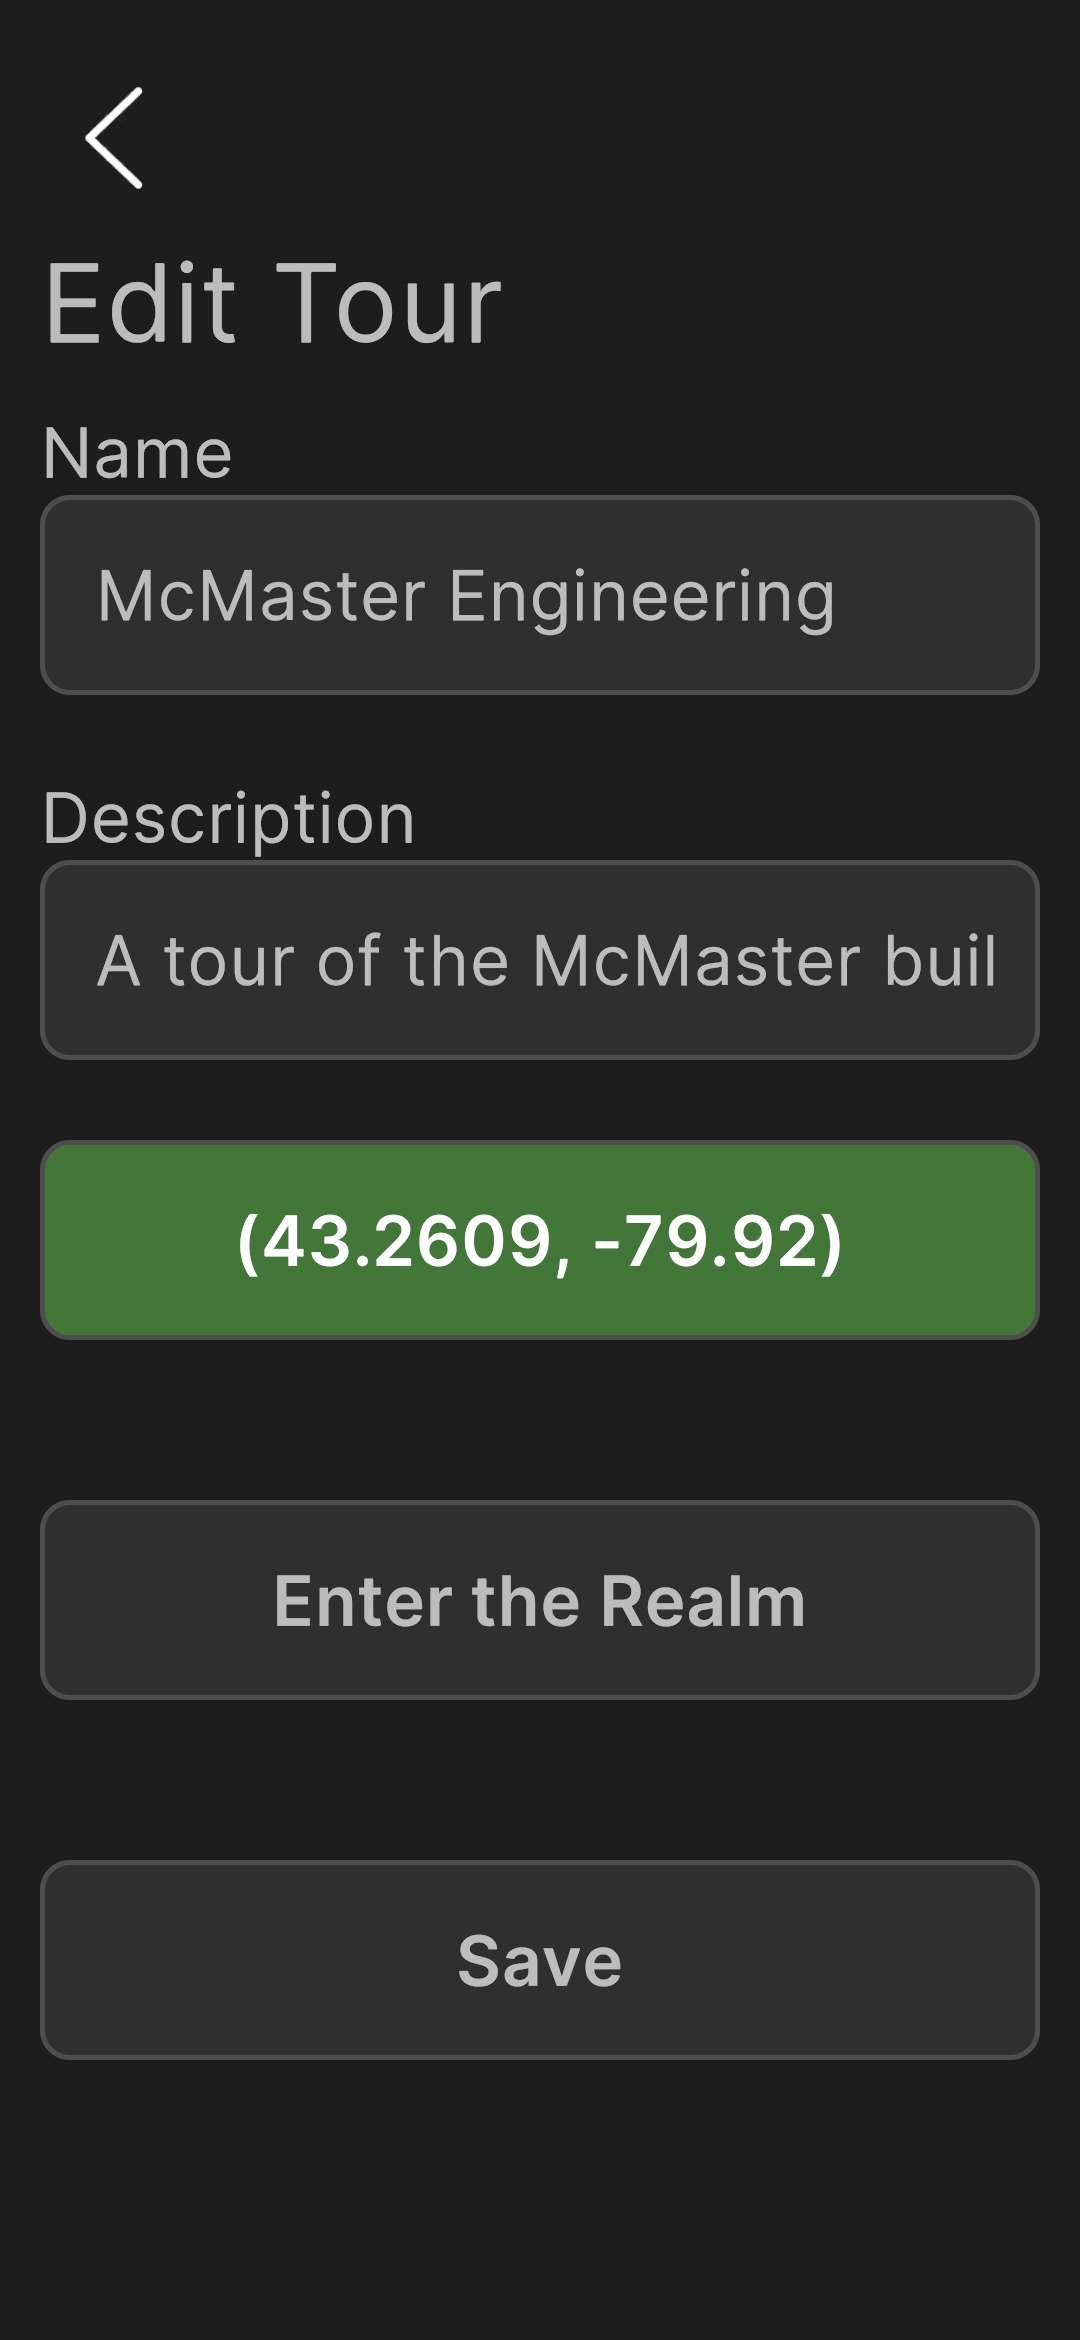 Edit Tour
Name
McMaster Engineering
Description
A tour of the McMaster buil
(43.2609, -79.92)
Enter the Realm
Save